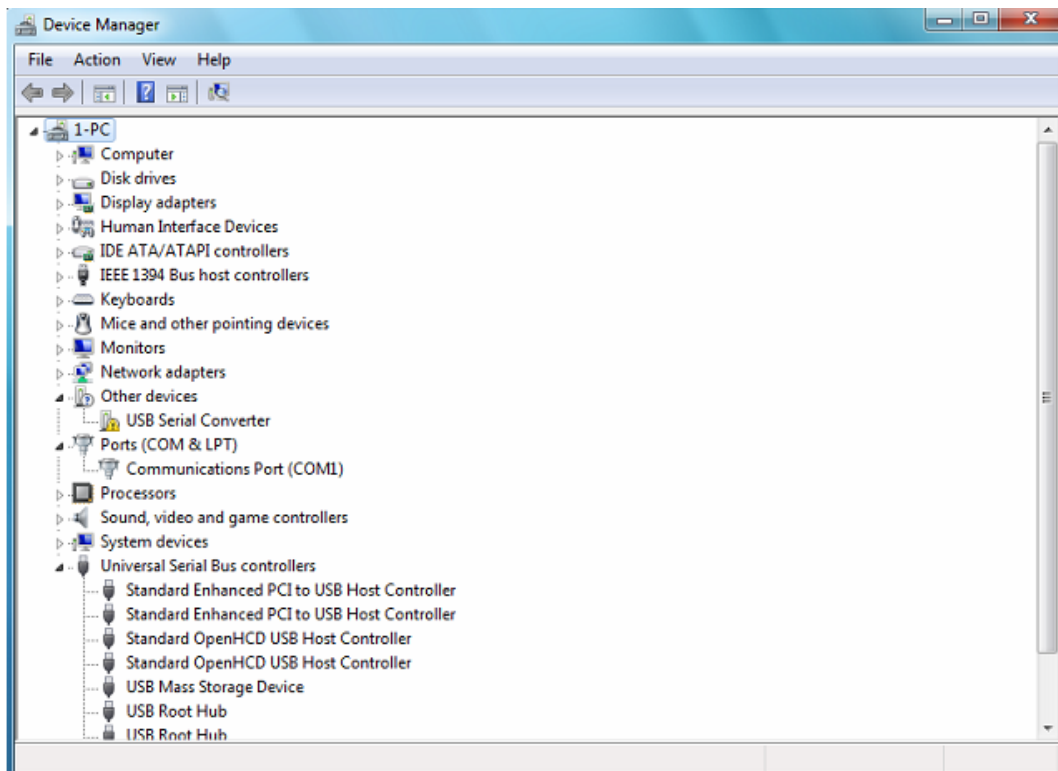 Device Manager
File Action View Help
1-PC
Computer
Disk drives
Display adapters
Human Interface Devices
IDE ATA/ATAPI controllers
IEEE 1394 Bus host controllers
Keyboards
Mice and other pointing devices
Monitors
Network adapters
Other devices
USB Serial Converter
Ports (COM & LPT)
Communications Port (COM1)
Processors
Sound, video and game controllers
System devices
Universal Serial Bus controllers
Standard Enhanced PCI to USB Host Controller
Standard Enhanced PCI to USB Host Controller
Standard OpenHCD USB Host Controller
Standard OpenHCD USB Host Controller
USB Mass Storage Device
USB Root Hub
USB Root Hub